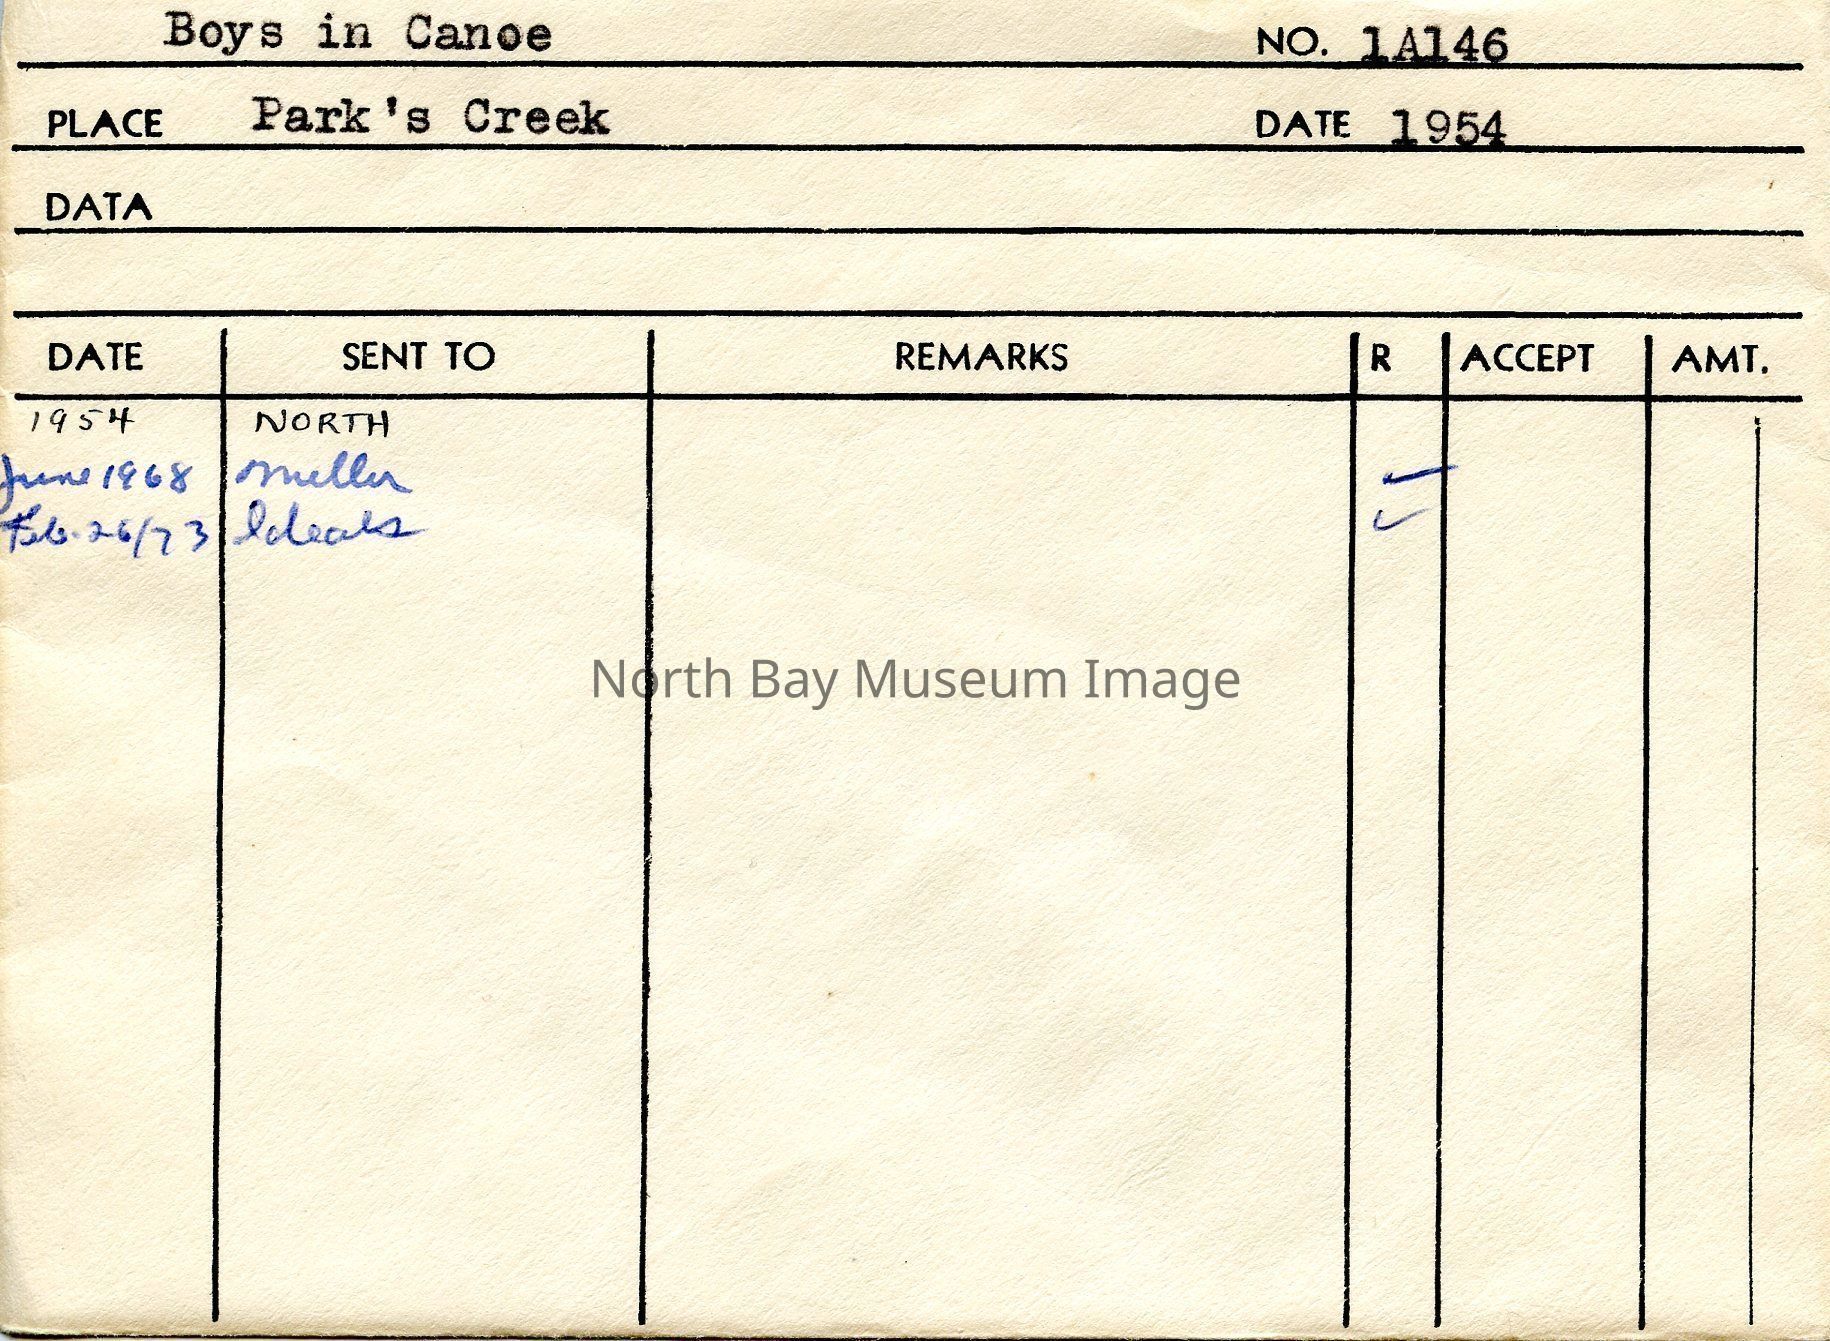 Boys in Canoe NO. 1A146
PLACE Park's Creek DATE 1954
DATA
DATE SENT TO REMARKS R ACCEPT AMT.
1954 NORTH
June 1968 Miller ✓
Feb. 26/73 Ideals ✓
North Bay Museum Image